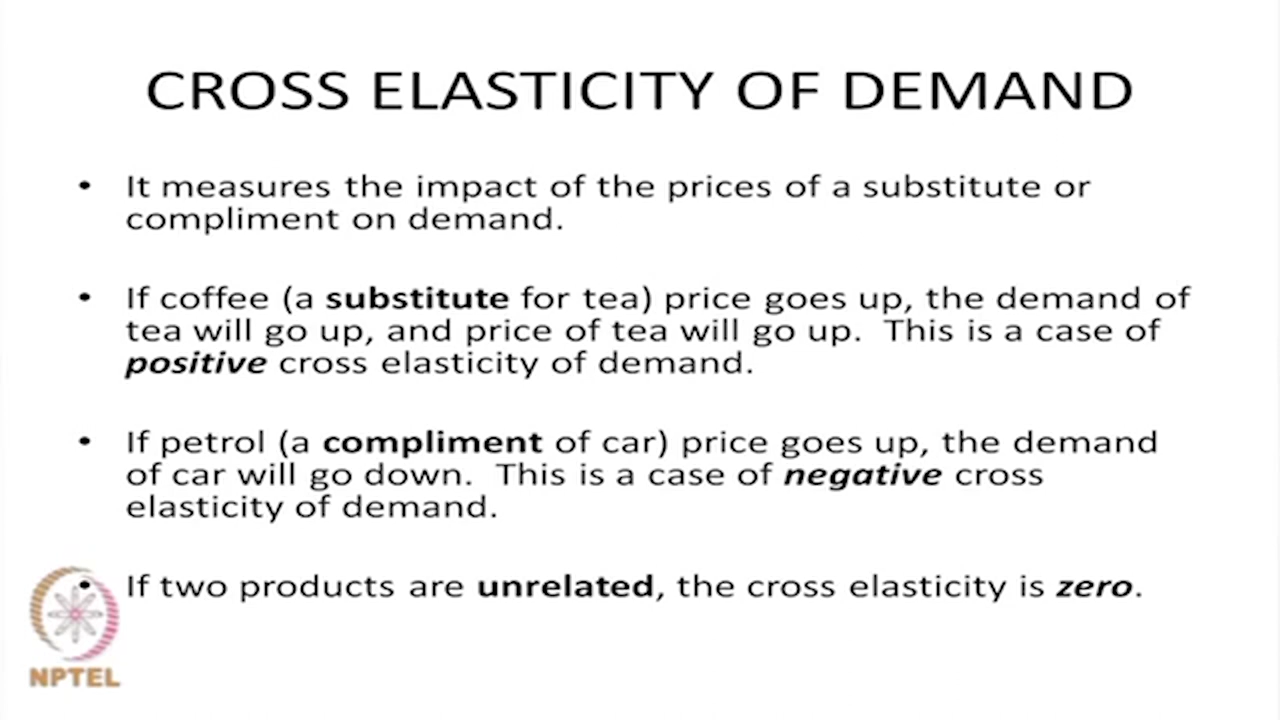 CROSS ELASTICITY OF DEMAND
• It measures the impact of the prices of a substitute or
compliment on demand.
• If coffee (a substitute for tea) price goes up, the demand of
tea will go up, and price of tea will go up. This is a case of
positive cross elasticity of demand.
• If petrol (a compliment of car) price goes up, the demand
of car will go down. This is a case of negative cross
elasticity of demand.
• If two products are unrelated, the cross elasticity is zero.
NPTEL